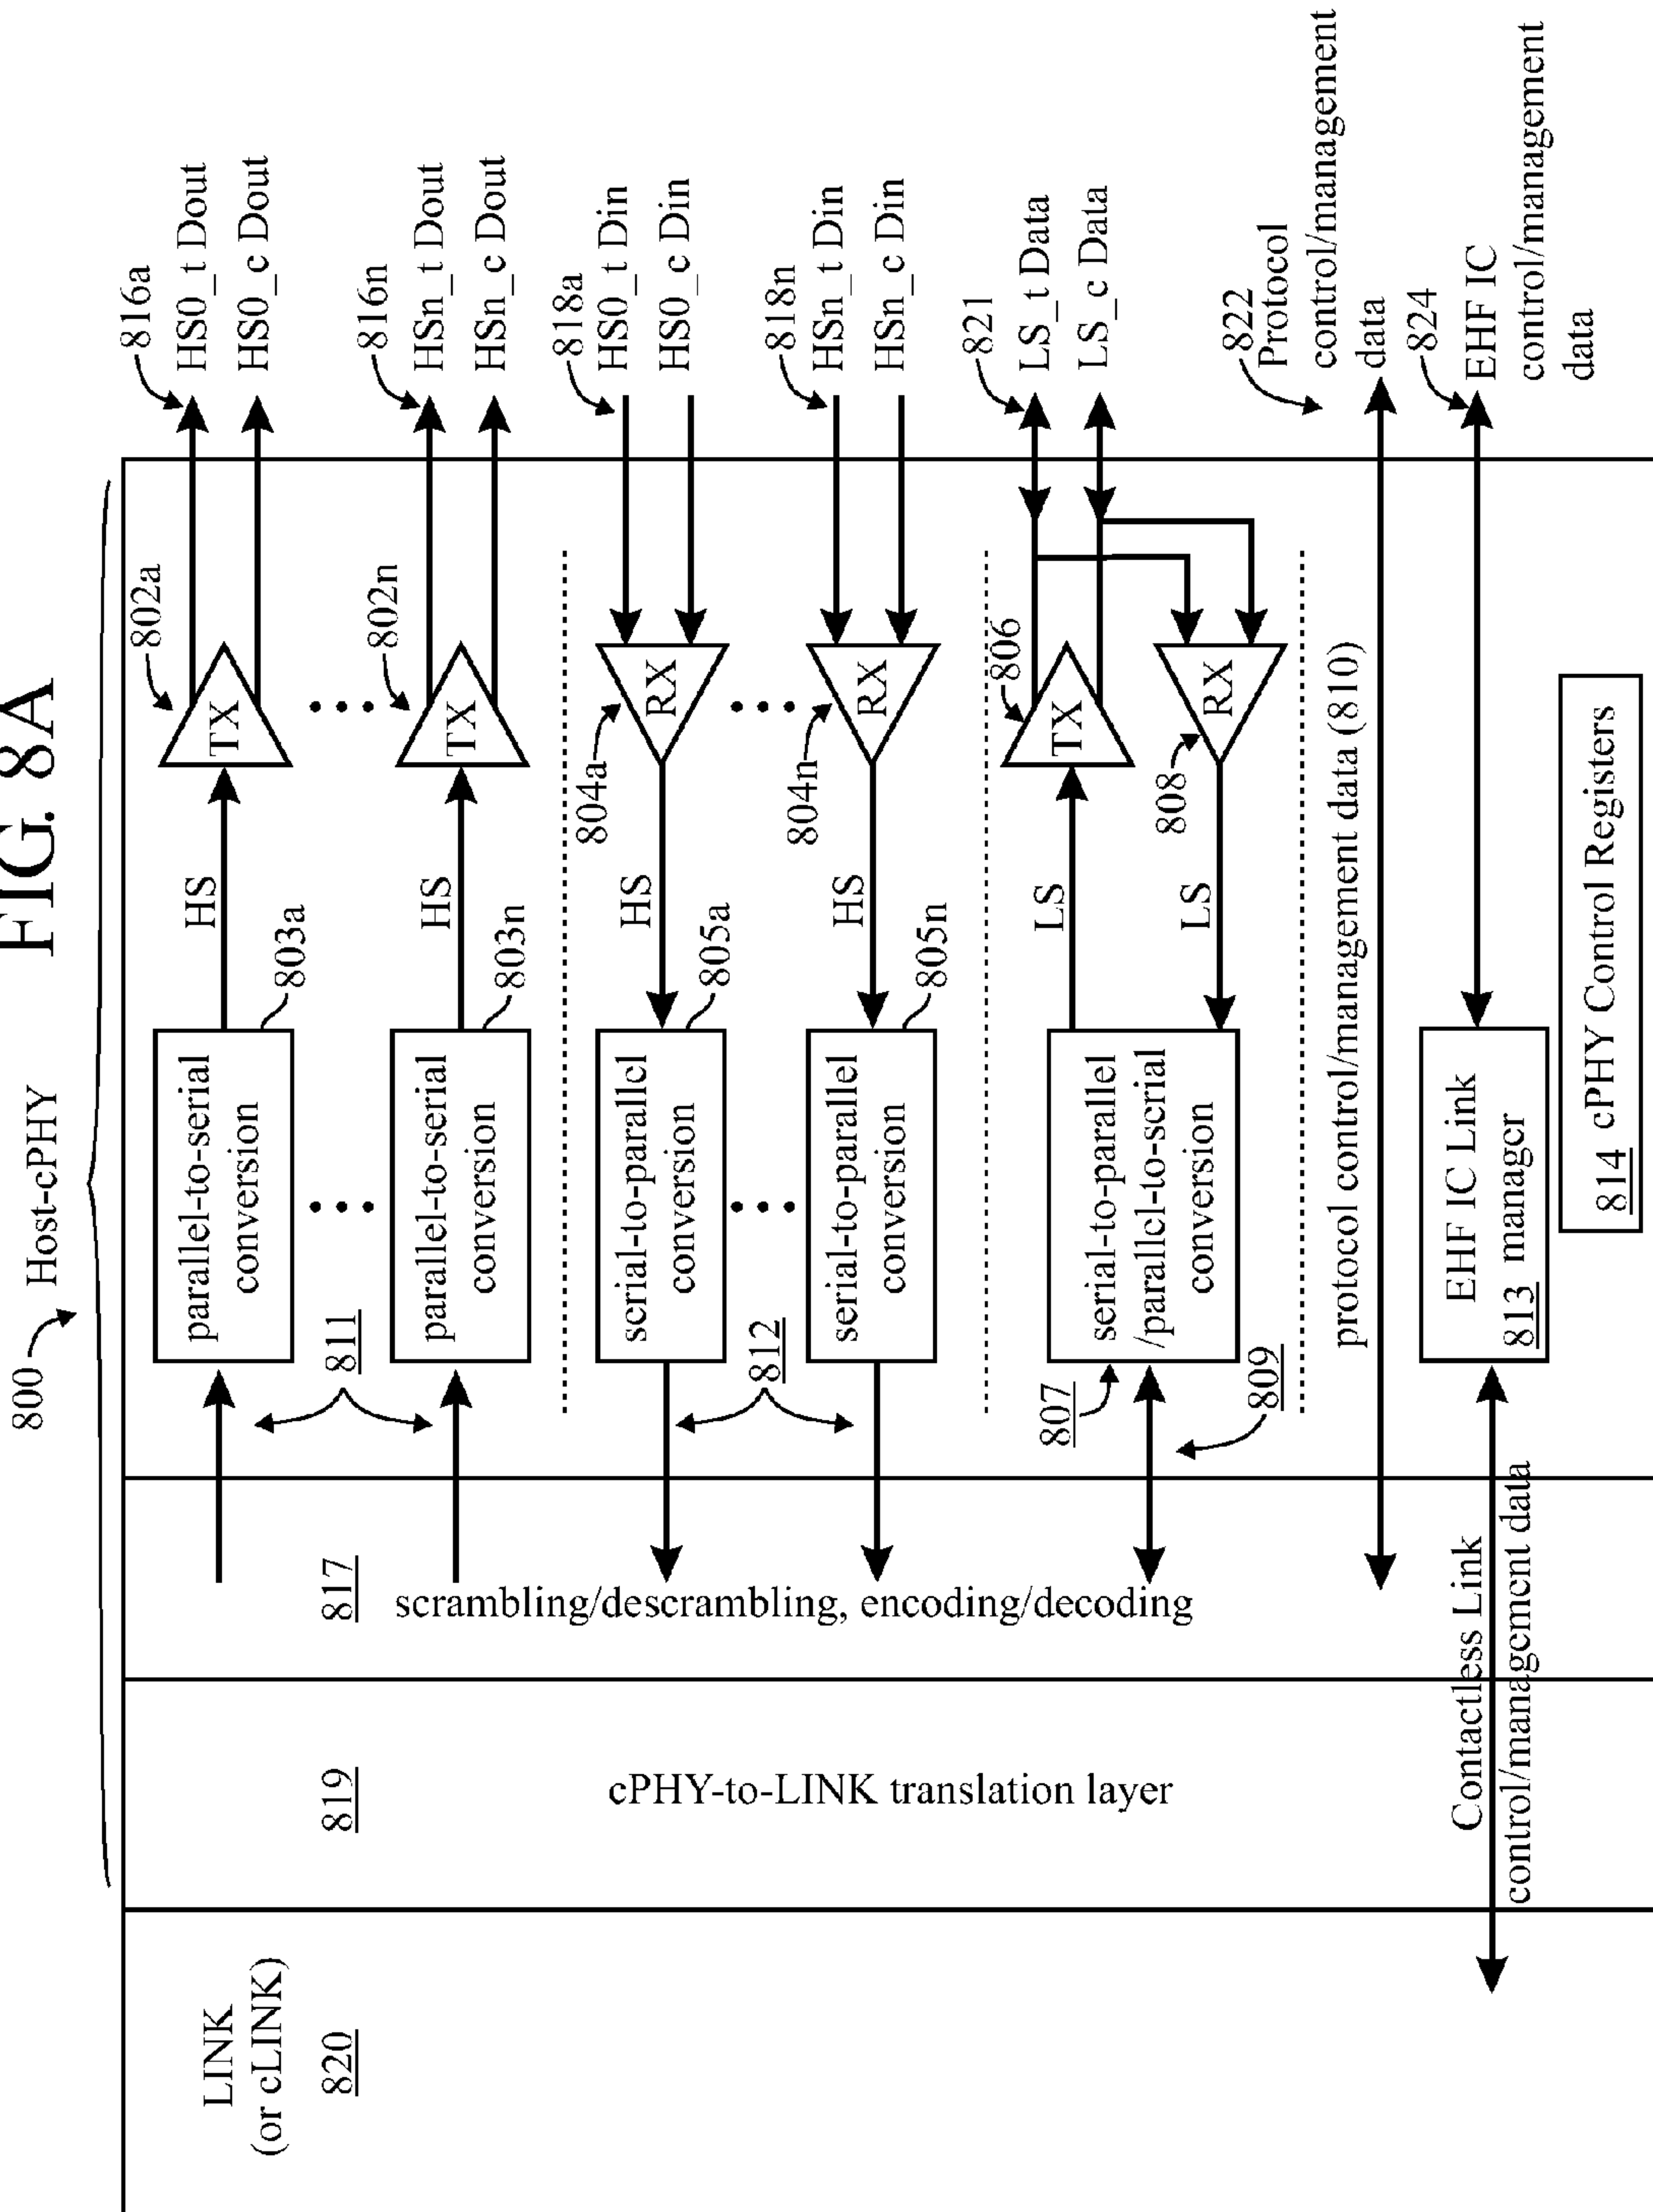 FIG. 8A
800
Host-cPHY
LINK
(or cLINK)
820
819
cPHY-to-LINK translation layer
817
scrambling/descrambling, encoding/decoding
811
parallel-to-serial
conversion
803a
HS
802a
TX
816a
HS0_t Dout
HS0_c Dout
parallel-to-serial
conversion
803n
HS
802n
TX
816n
HSn_t Dout
HSn_c Dout
812
serial-to-parallel
conversion
805a
HS
804a
RX
818a
HS0_t Din
HS0_c Din
serial-to-parallel
conversion
805n
HS
804n
RX
818n
HSn_t Din
HSn_c Din
807
809
serial-to-parallel
/parallel-to-serial
conversion
LS
806
TX
LS
808
RX
821
LS_t Data
LS_c Data
protocol control/management data (810)
822
Protocol
control/management
data
Contactless Link
control/management data
EHF IC Link
813 manager
824
EHF IC
control/management
data
814 cPHY Control Registers